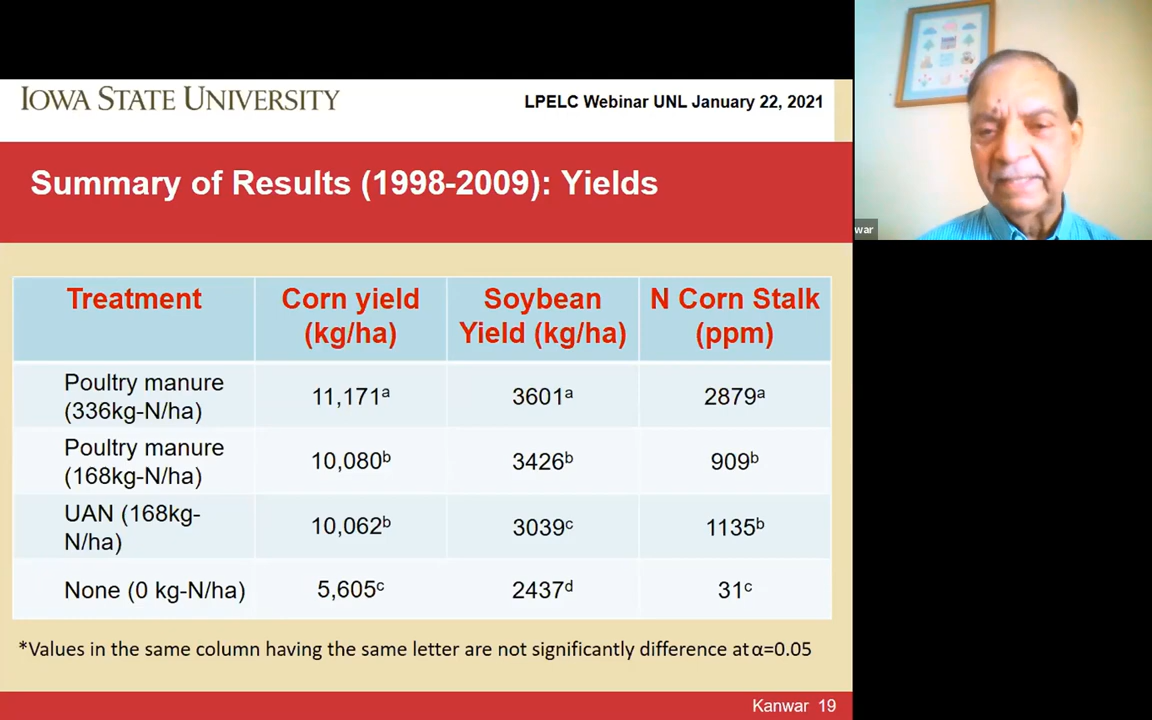 IOWA STATE UNIVERSITY
LPELC Webinar UNL January 22, 2021
Summary of Results (1998-2009): Yields
Treatment
Corn yield
(kg/ha)
Soybean
Yield (kg/ha)
N Corn Stalk
(ppm)
Poultry manure
(336kg-N/ha)
11,171ᵃ
3601ᵃ
2879ᵃ
Poultry manure
(168kg-N/ha)
10,080ᵇ
3426ᵇ
909ᵇ
UAN (168kg-
N/ha)
10,062ᵇ
3039ᶜ
1135ᵇ
None (0 kg-N/ha)
5,605ᶜ
2437ᵈ
31ᶜ
*Values in the same column having the same letter are not significantly difference at α=0.05
Kanwar 19
war